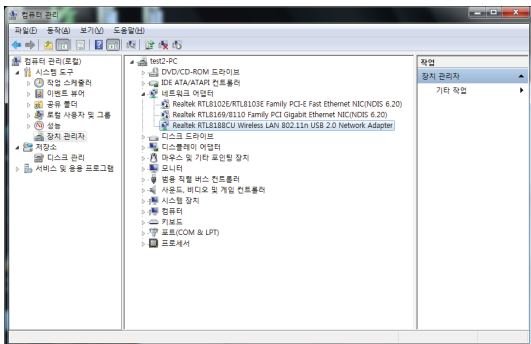 컴퓨터 관리
파일(F) 동작(A) 보기(V) 도움말(H)
컴퓨터 관리(로컬)
시스템 도구
작업 스케줄러
이벤트 뷰어
공유 폴더
로컬 사용자 및 그룹
성능
장치 관리자
저장소
디스크 관리
서비스 및 응용 프로그램
test2-PC
DVD/CD-ROM 드라이브
IDE ATA/ATAPI 컨트롤러
네트워크 어댑터
Realtek RTL8102E/RTL8103E Family PCI-E Fast Ethernet NIC(NDIS 6.20)
Realtek RTL8169/8110 Family PCI Gigabit Ethernet NIC(NDIS 6.20)
Realtek RTL8188CU Wireless LAN 802.11n USB 2.0 Network Adapter
디스크 드라이브
디스플레이 어댑터
마우스 및 기타 포인팅 장치
모니터
범용 직렬 버스 컨트롤러
사운드, 비디오 및 게임 컨트롤러
시스템 장치
컴퓨터
키보드
포트(COM & LPT)
프로세서
작업
장치 관리자
기타 작업